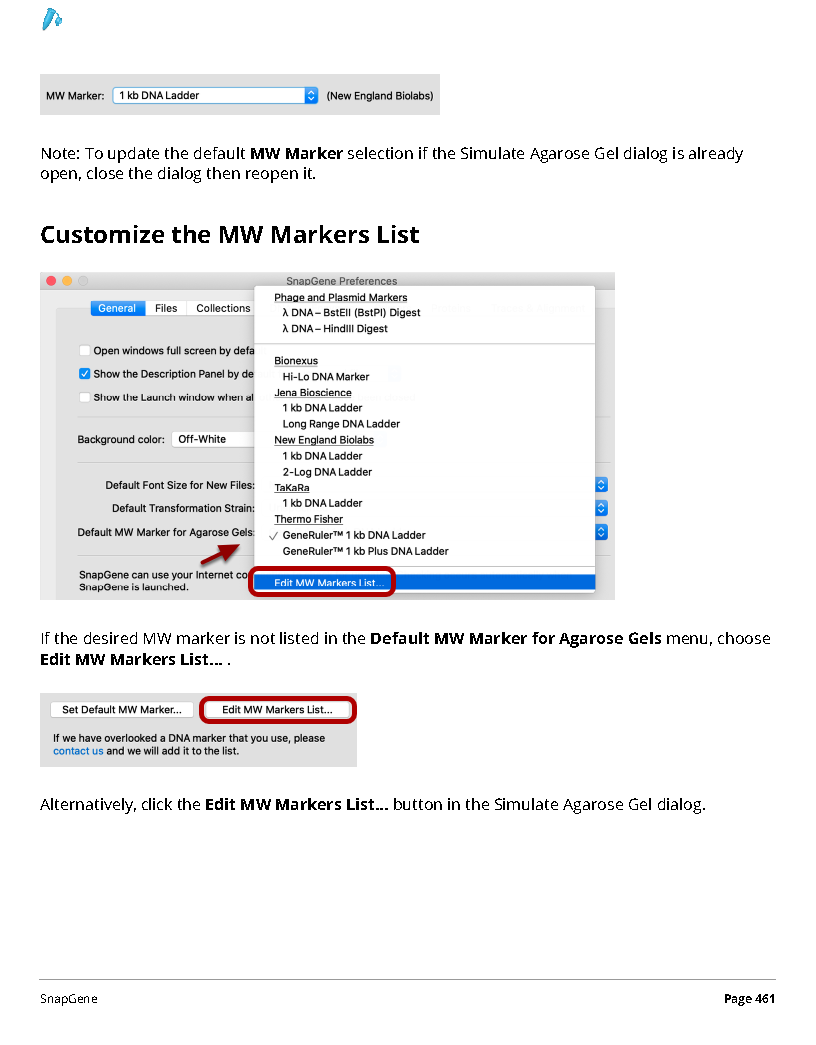 MW Marker: 1 kb DNA Ladder (New England Biolabs)
Note: To update the default MW Marker selection if the Simulate Agarose Gel dialog is already
open, close the dialog then reopen it.
Customize the MW Markers List
SnapGene Preferences
General Files Collections
Open windows full screen by defa
Show the Description Panel by de
Show the Launch window when al
Background color: Off-White
Default Font Size for New Files:
Default Transformation Strain:
Default MW Marker for Agarose Gels:
SnapGene can use your Internet co
SnapGene is launched.
Phage and Plasmid Markers
λ DNA – BstEII (BstPI) Digest
λ DNA – HindIII Digest
Bionexus
Hi-Lo DNA Marker
Jena Bioscience
1 kb DNA Ladder
Long Range DNA Ladder
New England Biolabs
1 kb DNA Ladder
2-Log DNA Ladder
TaKaRa
1 kb DNA Ladder
Thermo Fisher
✓ GeneRuler™ 1 kb DNA Ladder
GeneRuler™ 1 kb Plus DNA Ladder
Edit MW Markers List...
If the desired MW marker is not listed in the Default MW Marker for Agarose Gels menu, choose
Edit MW Markers List... .
Set Default MW Marker... Edit MW Markers List...
If we have overlooked a DNA marker that you use, please
contact us and we will add it to the list.
Alternatively, click the Edit MW Markers List... button in the Simulate Agarose Gel dialog.
SnapGene Page 461